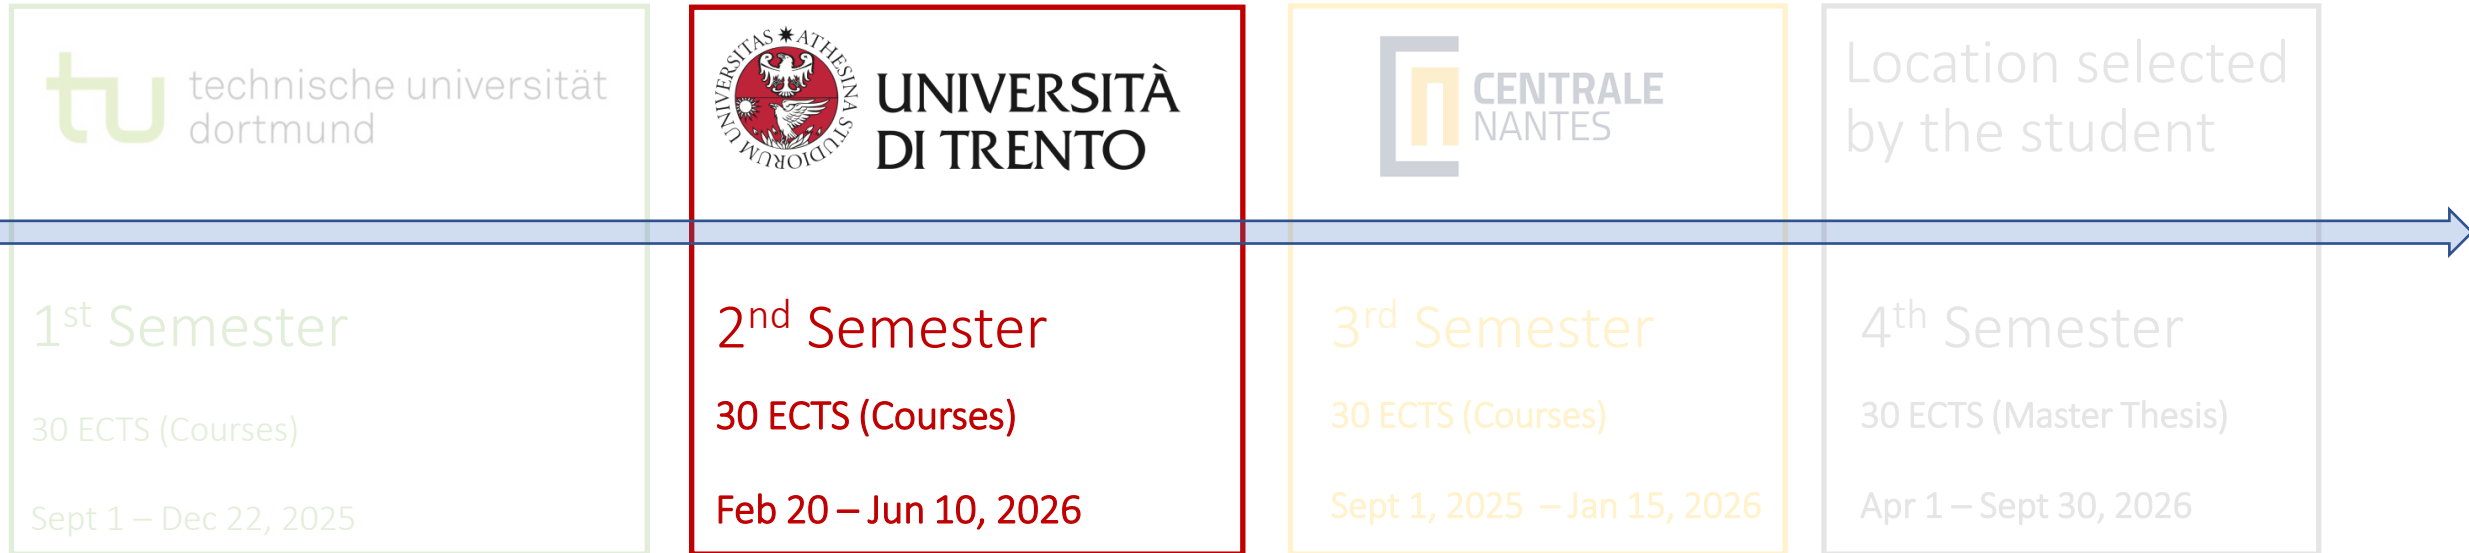 technische universität
dortmund
1st Semester
30 ECTS (Courses)
Sept 1 – Dec 22, 2025
UNIVERSITAS ATHESINA STUDIORUM
UNIVERSITÀ
DI TRENTO
2nd Semester
30 ECTS (Courses)
Feb 20 – Jun 10, 2026
CENTRALE
NANTES
3rd Semester
30 ECTS (Courses)
Sept 1, 2025 – Jan 15, 2026
Location selected
by the student
4th Semester
30 ECTS (Master Thesis)
Apr 1 – Sept 30, 2026